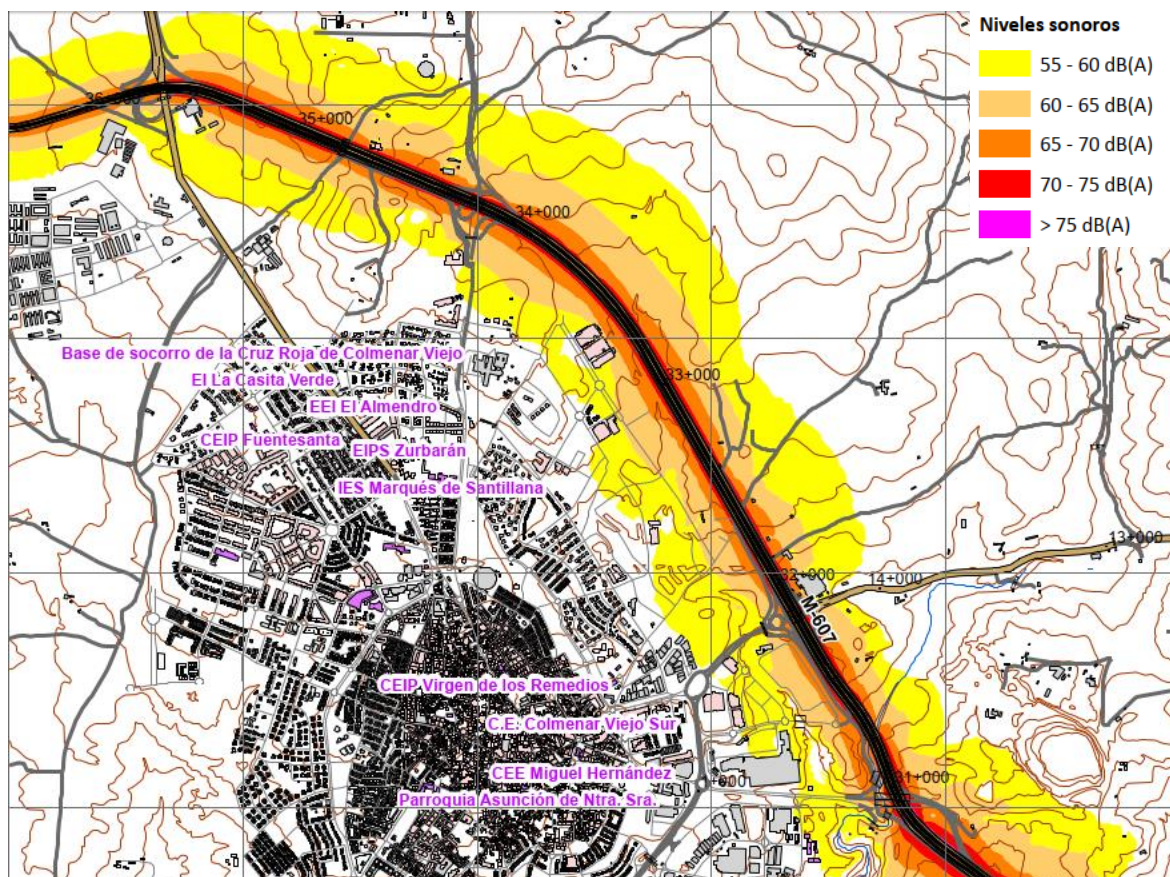 Niveles sonoros
55 - 60 dB(A)
60 - 65 dB(A)
65 - 70 dB(A)
70 - 75 dB(A)
> 75 dB(A)
35+000
34+000
33+000
Base de socorro de la Cruz Roja de Colmenar Viejo
EI La Casita Verde
EEI El Almendro
CEIP Fuentesanta
EIPS Zurbarán
IES Marqués de Santillana
13+000
32+000
14+000
M-607
CEIP Virgen de los Remedios
C.E. Colmenar Viejo Sur
CEE Miguel Hernández
31+000
Parroquia Asunción de Ntra. Sra.